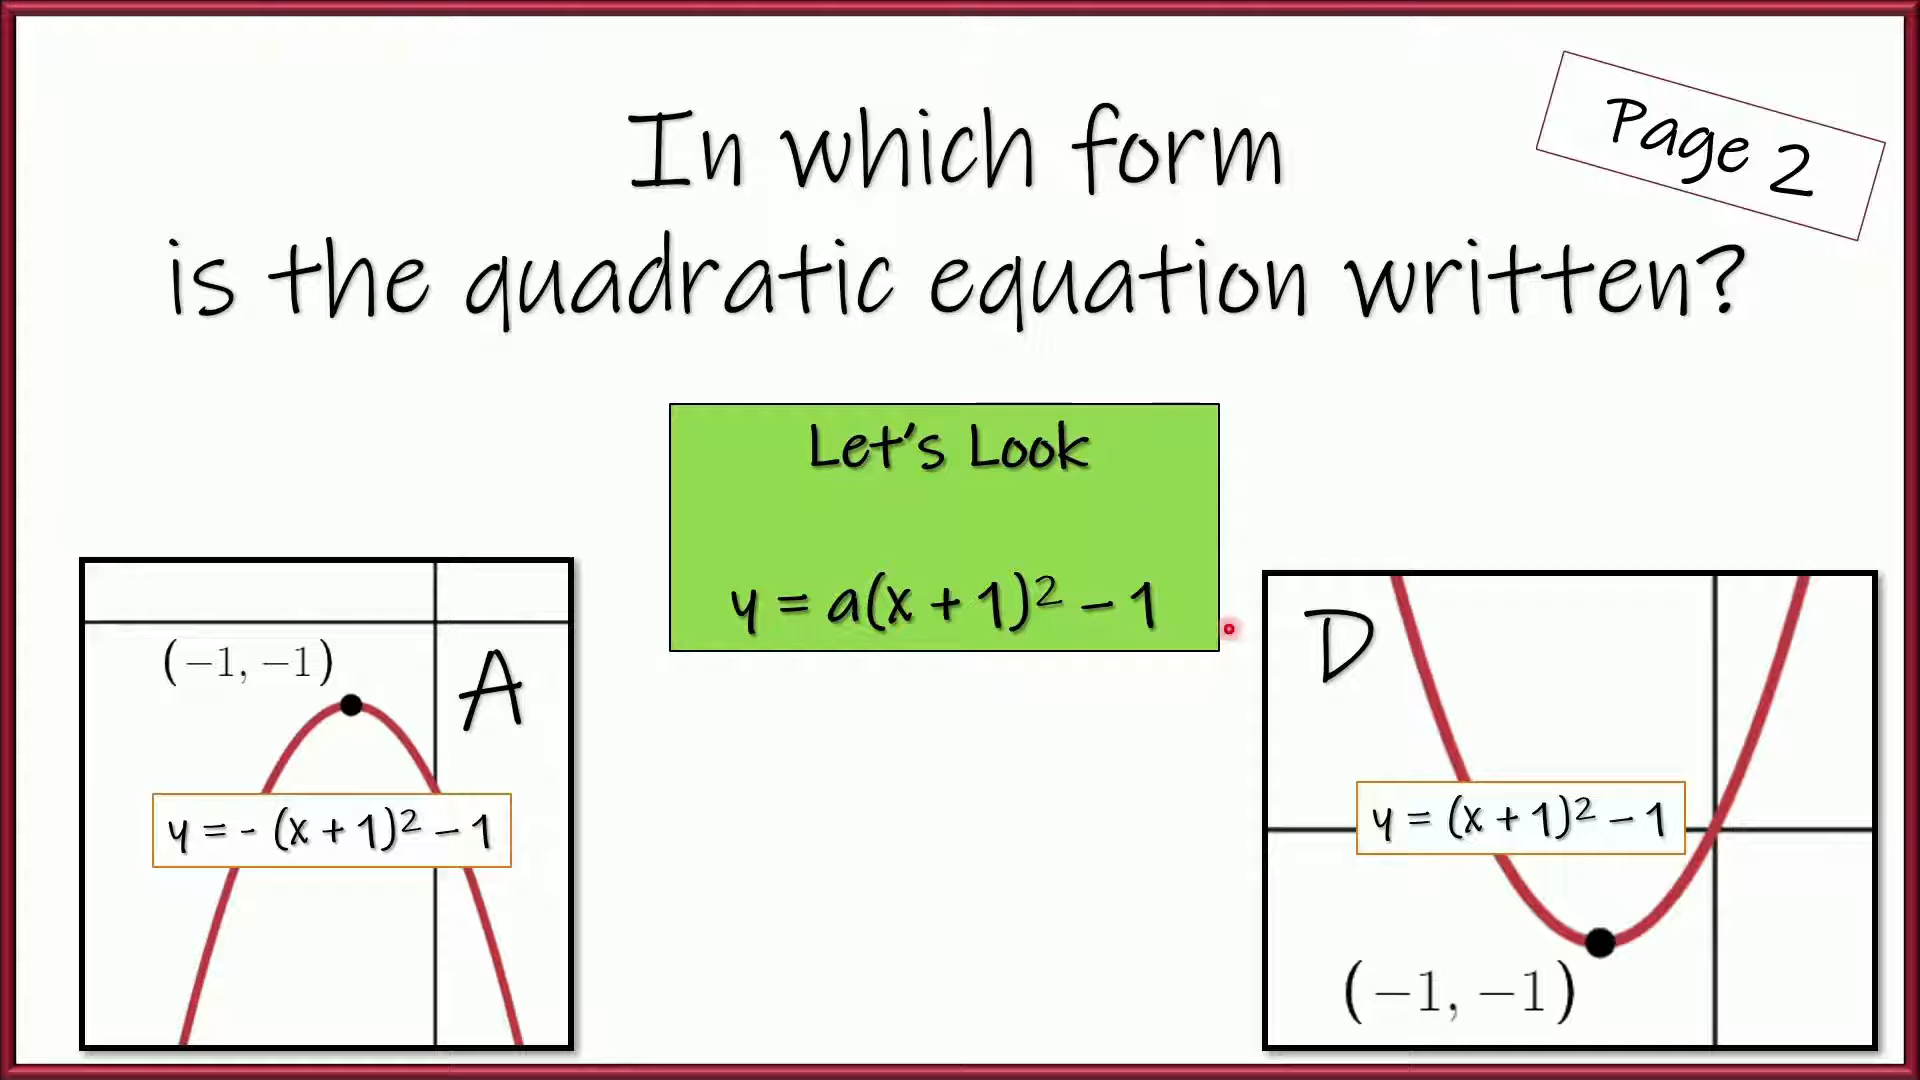 In which form
is the quadratic equation written?
Page 2
Let's Look
y = a(x + 1)² – 1
(−1, −1)
A
y = - (x + 1)² – 1
D
y = (x + 1)² – 1
(−1, −1)